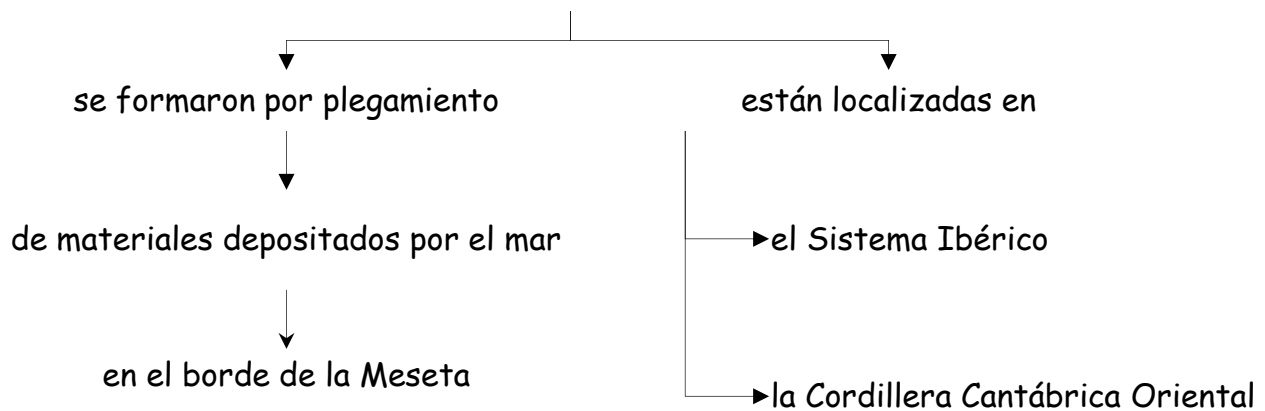 se formaron por plegamiento
están localizadas en
de materiales depositados por el mar
el Sistema Ibérico
en el borde de la Meseta
la Cordillera Cantábrica Oriental